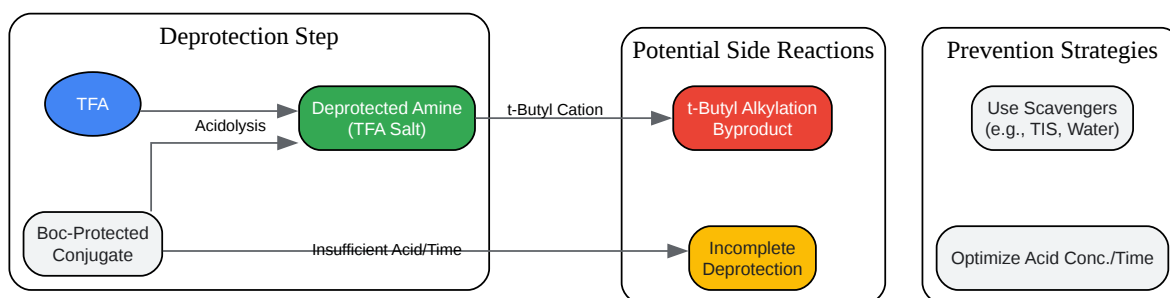 Deprotection Step
TFA
Acidolysis
Deprotected Amine
(TFA Salt)
Boc-Protected
Conjugate
t-Butyl Cation
Insufficient Acid/Time
Potential Side Reactions
t-Butyl Alkylation
Byproduct
Incomplete
Deprotection
Prevention Strategies
Use Scavengers
(e.g., TIS, Water)
Optimize Acid Conc./Time